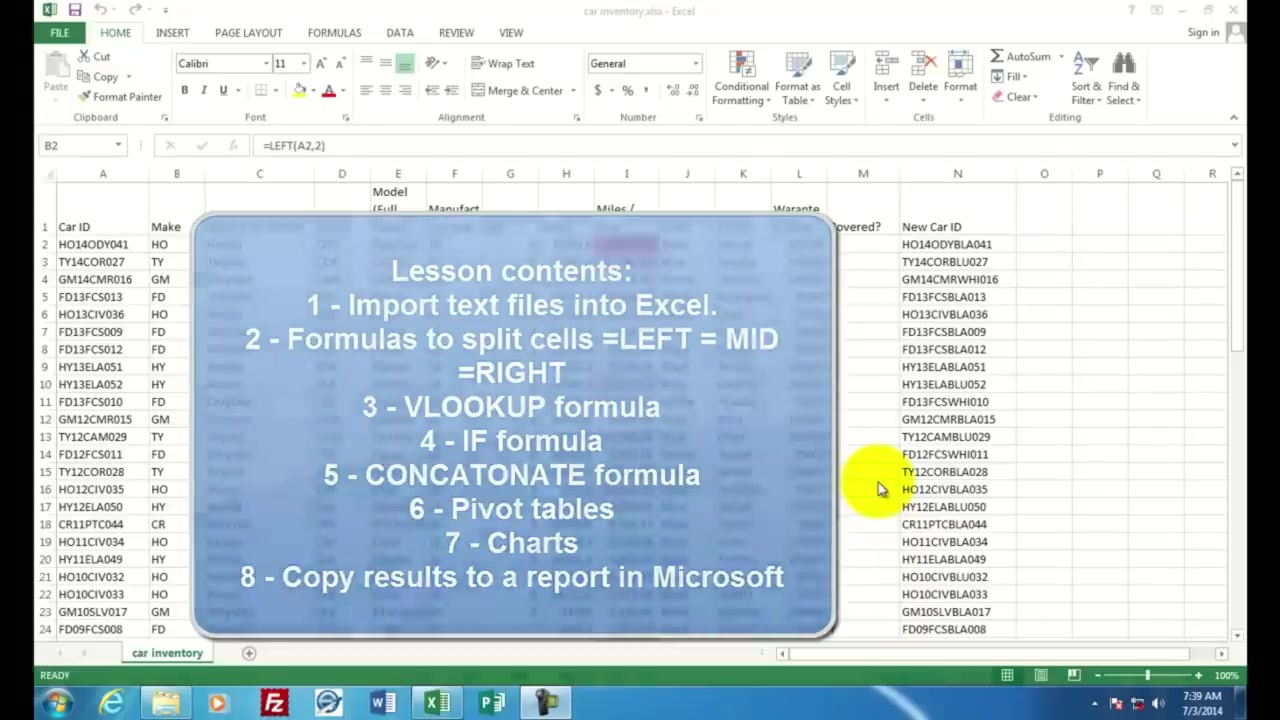 car inventory.xlsx - Excel
?
FILE HOME INSERT PAGE LAYOUT FORMULAS DATA REVIEW VIEW Sign in
Paste
Cut
Copy
Format Painter
Clipboard
Calibri 11
B I U
Font
Wrap Text
Merge & Center
Alignment
General
$ % ,
Number
Conditional Formatting
Format as Table
Cell Styles
Styles
Insert Delete Format
Cells
AutoSum
Fill
Clear
Sort & Filter
Find & Select
Editing
B2 =LEFT(A2,2)
A B C D E F G H I J K L M N O P Q R
Model
(Full Manufact Miles / Warante
1 Car ID Make overed? New Car ID
2 HO14ODY041 HO HO14ODYBLA041
3 TY14COR027 TY TY14CORBLU027
4 GM14CMR016 GM GM14CMRWHI016
5 FD13FCS013 FD FD13FCSBLA013
6 HO13CIV036 HO HO13CIVBLA036
7 FD13FCS009 FD FD13FCSBLA009
8 FD13FCS012 FD FD13FCSBLA012
9 HY13ELA051 HY HY13ELABLA051
10 HY13ELA052 HY HY13ELABLU052
11 FD13FCS010 FD FD13FCSWHI010
12 GM12CMR015 GM GM12CMRBLA015
13 TY12CAM029 TY TY12CAMBLU029
14 FD12FCS011 FD FD12FCSWHI011
15 TY12COR028 TY TY12CORBLA028
16 HO12CIV035 HO HO12CIVBLA035
17 HY12ELA050 HY HY12ELABLU050
18 CR11PTC044 CR CR11PTCBLA044
19 HO11CIV034 HO HO11CIVBLA034
20 HY11ELA049 HY HY11ELABLA049
21 HO10CIV032 HO HO10CIVBLU032
22 HO10CIV033 HO HO10CIVBLA033
23 GM10SLV017 GM GM10SLVBLA017
24 FD09FCS008 FD FD09FCSBLA008
Lesson contents:
1 - Import text files into Excel.
2 - Formulas to split cells =LEFT = MID
=RIGHT
3 - VLOOKUP formula
4 - IF formula
5 - CONCATONATE formula
6 - Pivot tables
7 - Charts
8 - Copy results to a report in Microsoft
car inventory
READY 100%
7:39 AM
7/3/2014